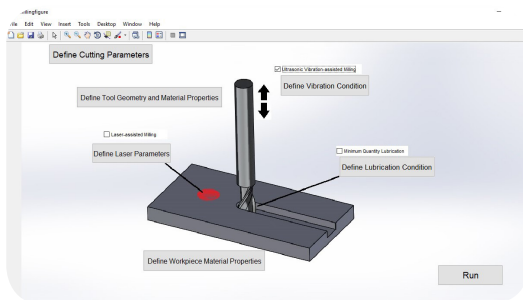 File Edit View Insert Tools Desktop Window Help
Define Cutting Parameters
Ultrasonic Vibration-assisted Milling
Define Vibration Condition
Define Tool Geometry and Material Properties
Laser-assisted Milling
Define Laser Parameters
Minimum Quantity Lubrication
Define Lubrication Condition
Define Workpiece Material Properties
Run